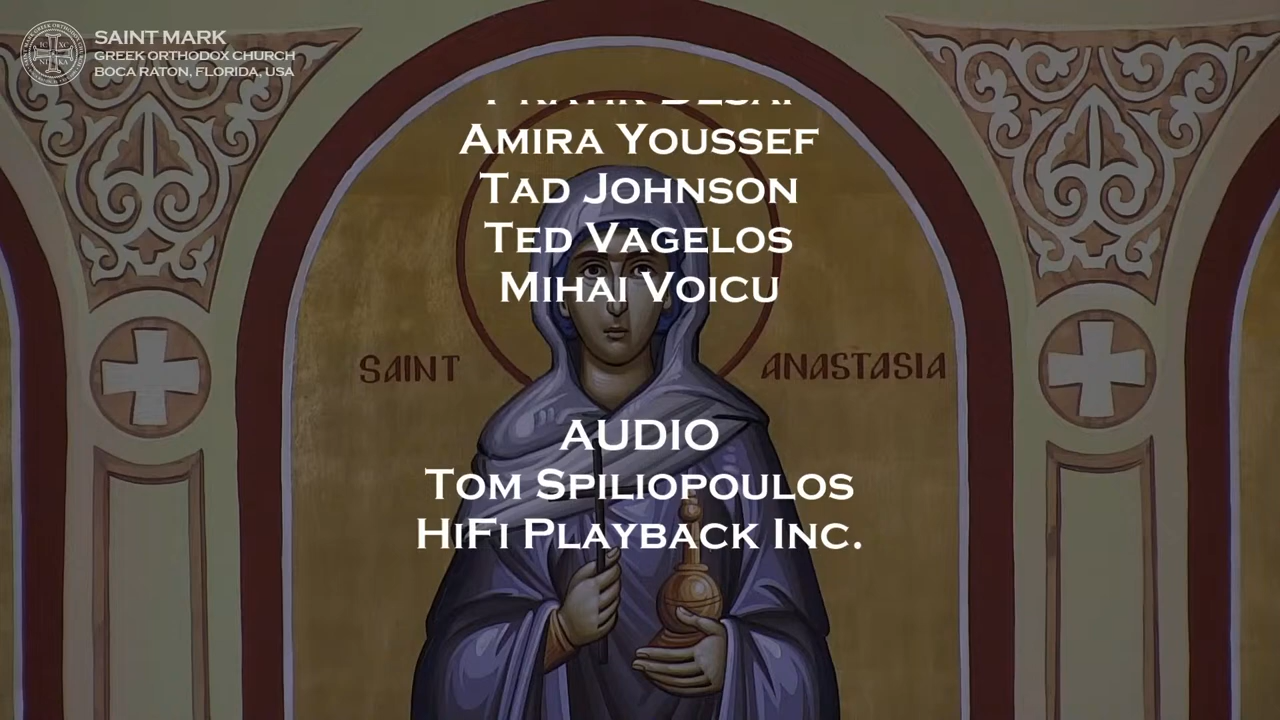 SAINT MARK
GREEK ORTHODOX CHURCH
BOCA RATON, FLORIDA, USA
AMIRA YOUSSEF
TAD JOHNSON
TED VAGELOS
MIHAI VOICU
SAINT ANASTASIA
AUDIO
TOM SPILIOPOULOS
HIFI PLAYBACK INC.